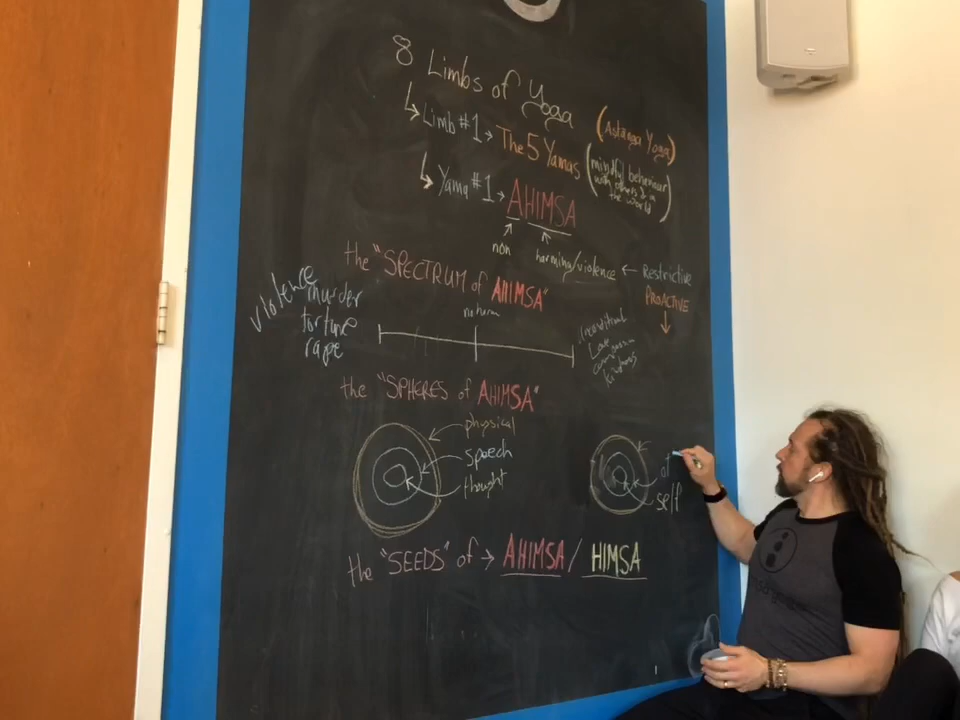 8 Limbs of Yoga
↳ Limb #1 → The 5 Yamas
(Astanga Yoga)
(mindful behaviour
with others & in
the world)
↳ Yama #1 → AHIMSA
non
harming/violence ← Restrictive
PROACTIVE
the "SPECTRUM of AHIMSA"
violence
murder
torture
rape
no harm
unconditional
Love
kindness
the "SPHERES of AHIMSA"
physical
speech
thought
ot
self
the "SEEDS" of → AHIMSA / HIMSA